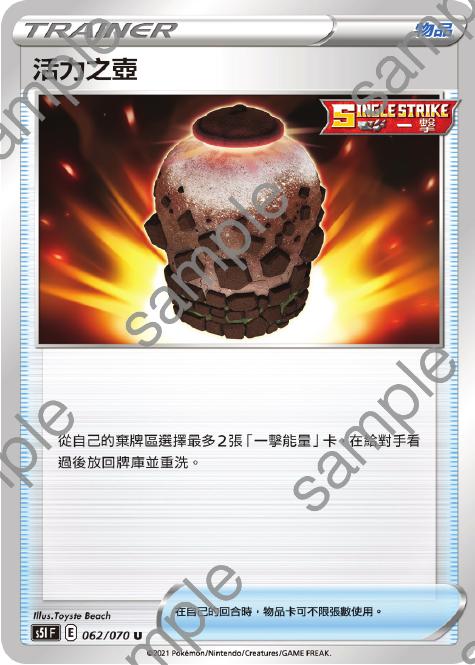 TRAINER
物品
活力之壺
SINGLE STRIKE
一擊
sample
sample
sample
sample
sample
sample
sample
從自己的棄牌區選擇最多2張「一擊能量」卡,在給對手看
過後放回牌庫並重洗。
Illus.Toyste Beach
在自己的回合時,物品卡可不限張數使用。
s5I F E 062/070 U
©2021 Pokémon/Nintendo/Creatures/GAME FREAK.